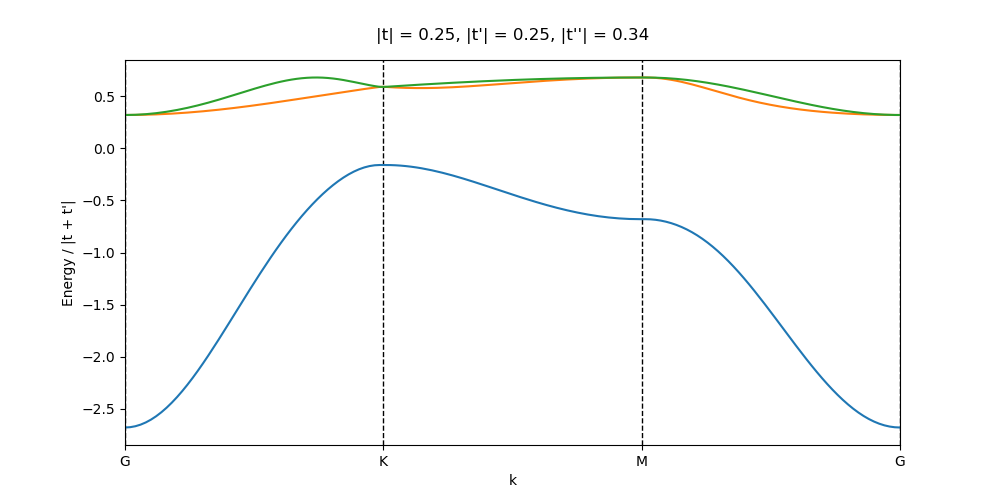 |t| = 0.25, |t'| = 0.25, |t''| = 0.34
Energy / |t + t'|
0.5
0.0
−0.5
−1.0
−1.5
−2.0
−2.5
G K M G
k